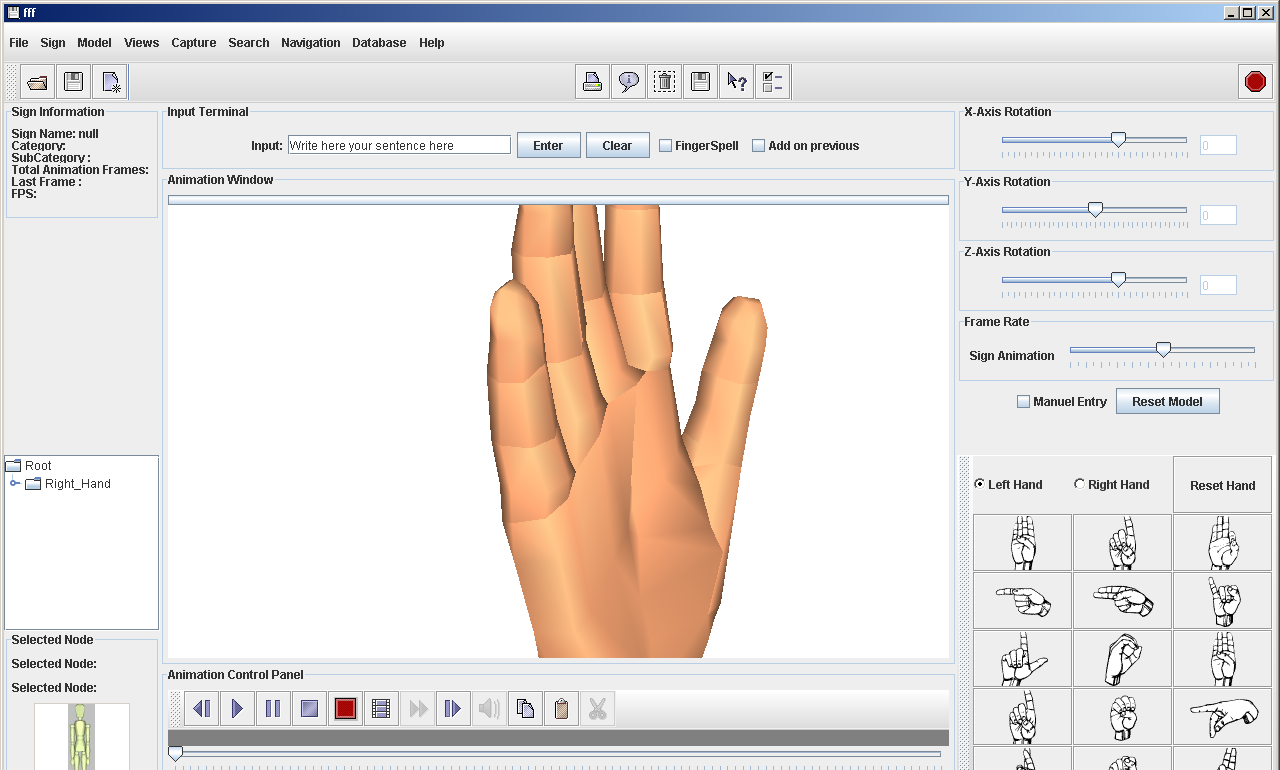 fff
File Sign Model Views Capture Search Navigation Database Help
Sign Information
Sign Name: null
Category:
SubCategory :
Total Animation Frames:
Last Frame :
FPS:
Input Terminal
Input: Write here your sentence here Enter Clear FingerSpell Add on previous
Animation Window
X-Axis Rotation
0
Y-Axis Rotation
0
Z-Axis Rotation
0
Frame Rate
Sign Animation
Manuel Entry Reset Model
Root
Right_Hand
Left Hand Right Hand Reset Hand
Selected Node
Selected Node:
Selected Node:
Animation Control Panel